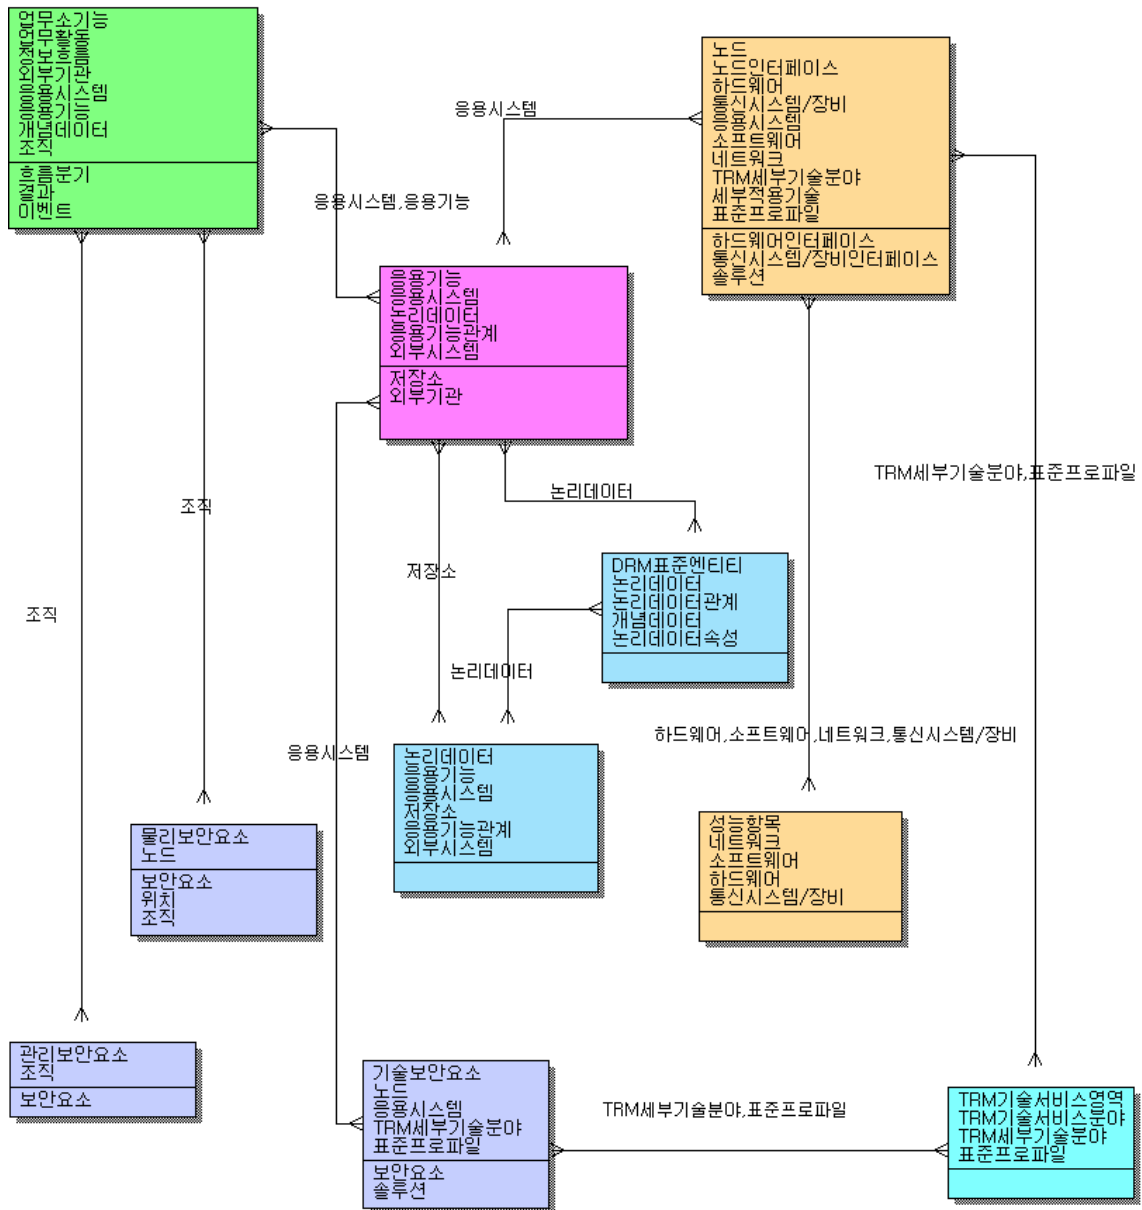 업무소기능
업무활동
정보흐름
외부기관
응용시스템
응용기능
개념데이터
조직
흐름분기
결과
이벤트
응용시스템
노드
노드인터페이스
하드웨어
통신시스템/장비
응용시스템
소프트웨어
네트워크
TRM세부기술분야
세부적용기술
표준프로파일
하드웨어인터페이스
통신시스템/장비인터페이스
솔루션
응용시스템,응용기능
응용기능
응용시스템
논리데이터
응용기능관계
외부시스템
저장소
외부기관
TRM세부기술분야,표준프로파일
논리데이터
조직
저장소
DRM표준엔티티
논리데이터
논리데이터관계
개념데이터
논리데이터속성
조직
논리데이터
하드웨어,소프트웨어,네트워크,통신시스템/장비
응용시스템
논리데이터
응용기능
응용시스템
저장소
응용기능관계
외부시스템
물리보안요소
노드
보안요소
위치
조직
성능항목
네트워크
소프트웨어
하드웨어
통신시스템/장비
관리보안요소
조직
보안요소
기술보안요소
노드
응용시스템
TRM세부기술분야
표준프로파일
보안요소
솔루션
TRM세부기술분야,표준프로파일
TRM기술서비스영역
TRM기술서비스분야
TRM세부기술분야
표준프로파일